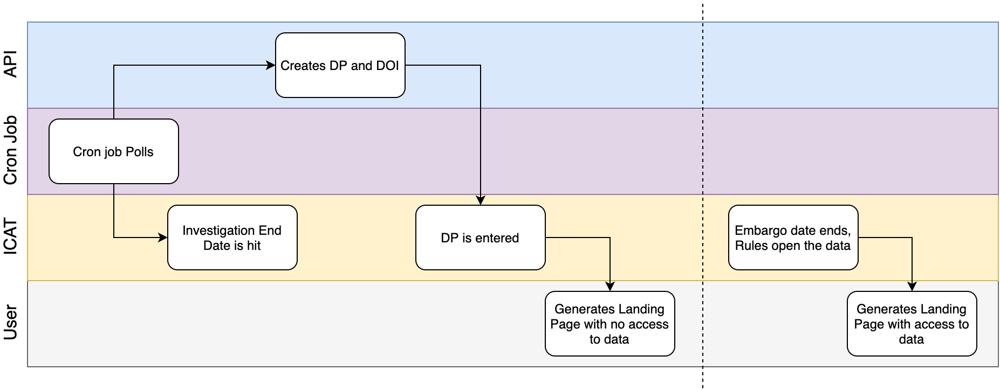 API
Creates DP and DOI
Cron Job
Cron job Polls
ICAT
Investigation End
Date is hit
DP is entered
Embargo date ends,
Rules open the data
User
Generates Landing
Page with no access
to data
Generates Landing
Page with access to
data